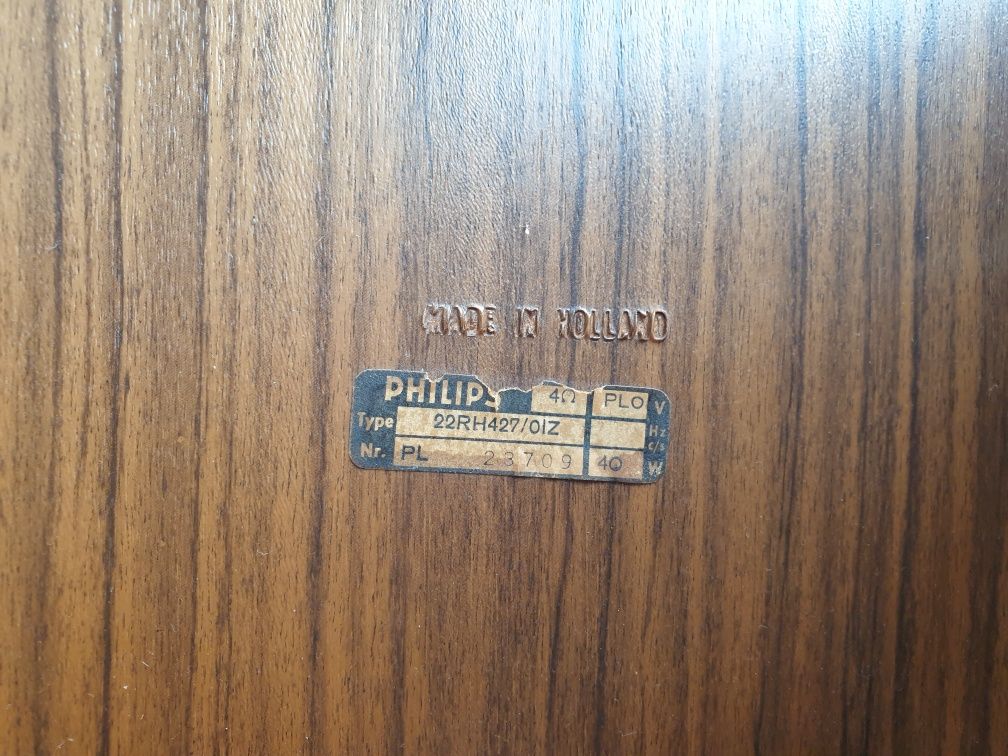 MADE IN HOLLAND
PHILIPS 4Ω PLO V
Type 22RH427/01Z Hz c/s
Nr. PL 23709 40 W